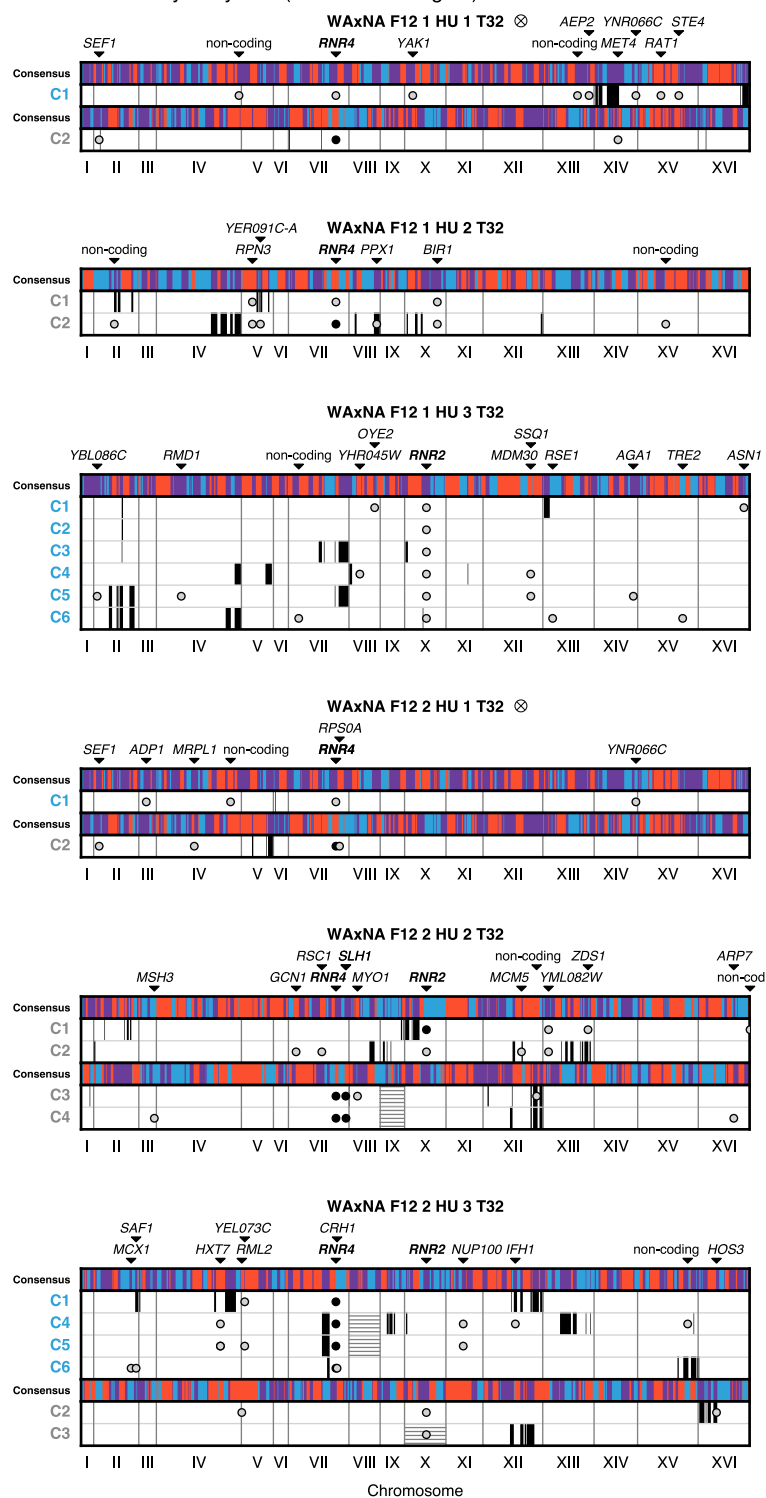 WAxNA F12 1 HU 1 T32 ⊗
AEP2 YNR066C STE4
SEF1 non-coding RNR4 YAK1 non-coding MET4 RAT1
Consensus
C1
Consensus
C2
I II III IV V VI VII VIII IX X XI XII XIII XIV XV XVI
WAxNA F12 1 HU 2 T32
YER091C-A
non-coding RPN3 RNR4 PPX1 BIR1 non-coding
Consensus
C1
C2
I II III IV V VI VII VIII IX X XI XII XIII XIV XV XVI
WAxNA F12 1 HU 3 T32
OYE2 SSQ1
YBL086C RMD1 non-coding YHR045W RNR2 MDM30 RSE1 AGA1 TRE2 ASN1
Consensus
C1
C2
C3
C4
C5
C6
I II III IV V VI VII VIII IX X XI XII XIII XIV XV XVI
WAxNA F12 2 HU 1 T32 ⊗
RPS0A
SEF1 ADP1 MRPL1 non-coding RNR4 YNR066C
Consensus
C1
Consensus
C2
I II III IV V VI VII VIII IX X XI XII XIII XIV XV XVI
WAxNA F12 2 HU 2 T32
RSC1 SLH1 non-coding ZDS1 ARP7
MSH3 GCN1 RNR4 MYO1 RNR2 MCM5 YML082W non-cod
Consensus
C1
C2
Consensus
C3
C4
I II III IV V VI VII VIII IX X XI XII XIII XIV XV XVI
WAxNA F12 2 HU 3 T32
SAF1 YEL073C CRH1
MCX1 HXT7 RML2 RNR4 RNR2 NUP100 IFH1 non-coding HOS3
Consensus
C1
C4
C5
C6
Consensus
C2
C3
I II III IV V VI VII VIII IX X XI XII XIII XIV XV XVI
Chromosome